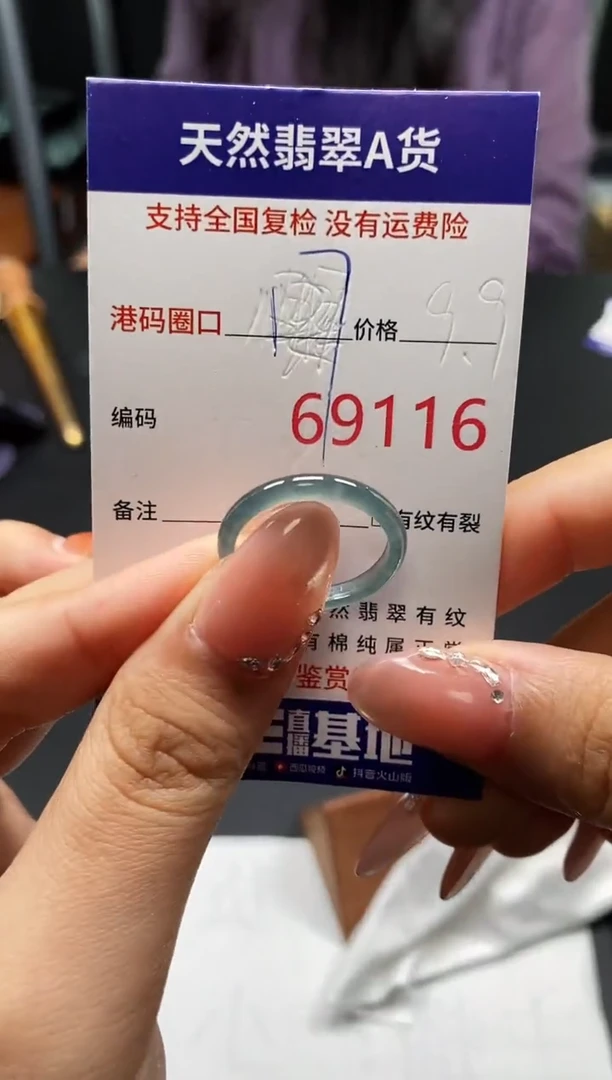 天然翡翠A货
支持全国复检 没有运费险
港码圈口 17 价格 9.9
编码 69116
备注 有纹有裂
然翡翠有纹
有棉纯属正常
鉴赏
直播基地
西瓜视频 抖音火山版